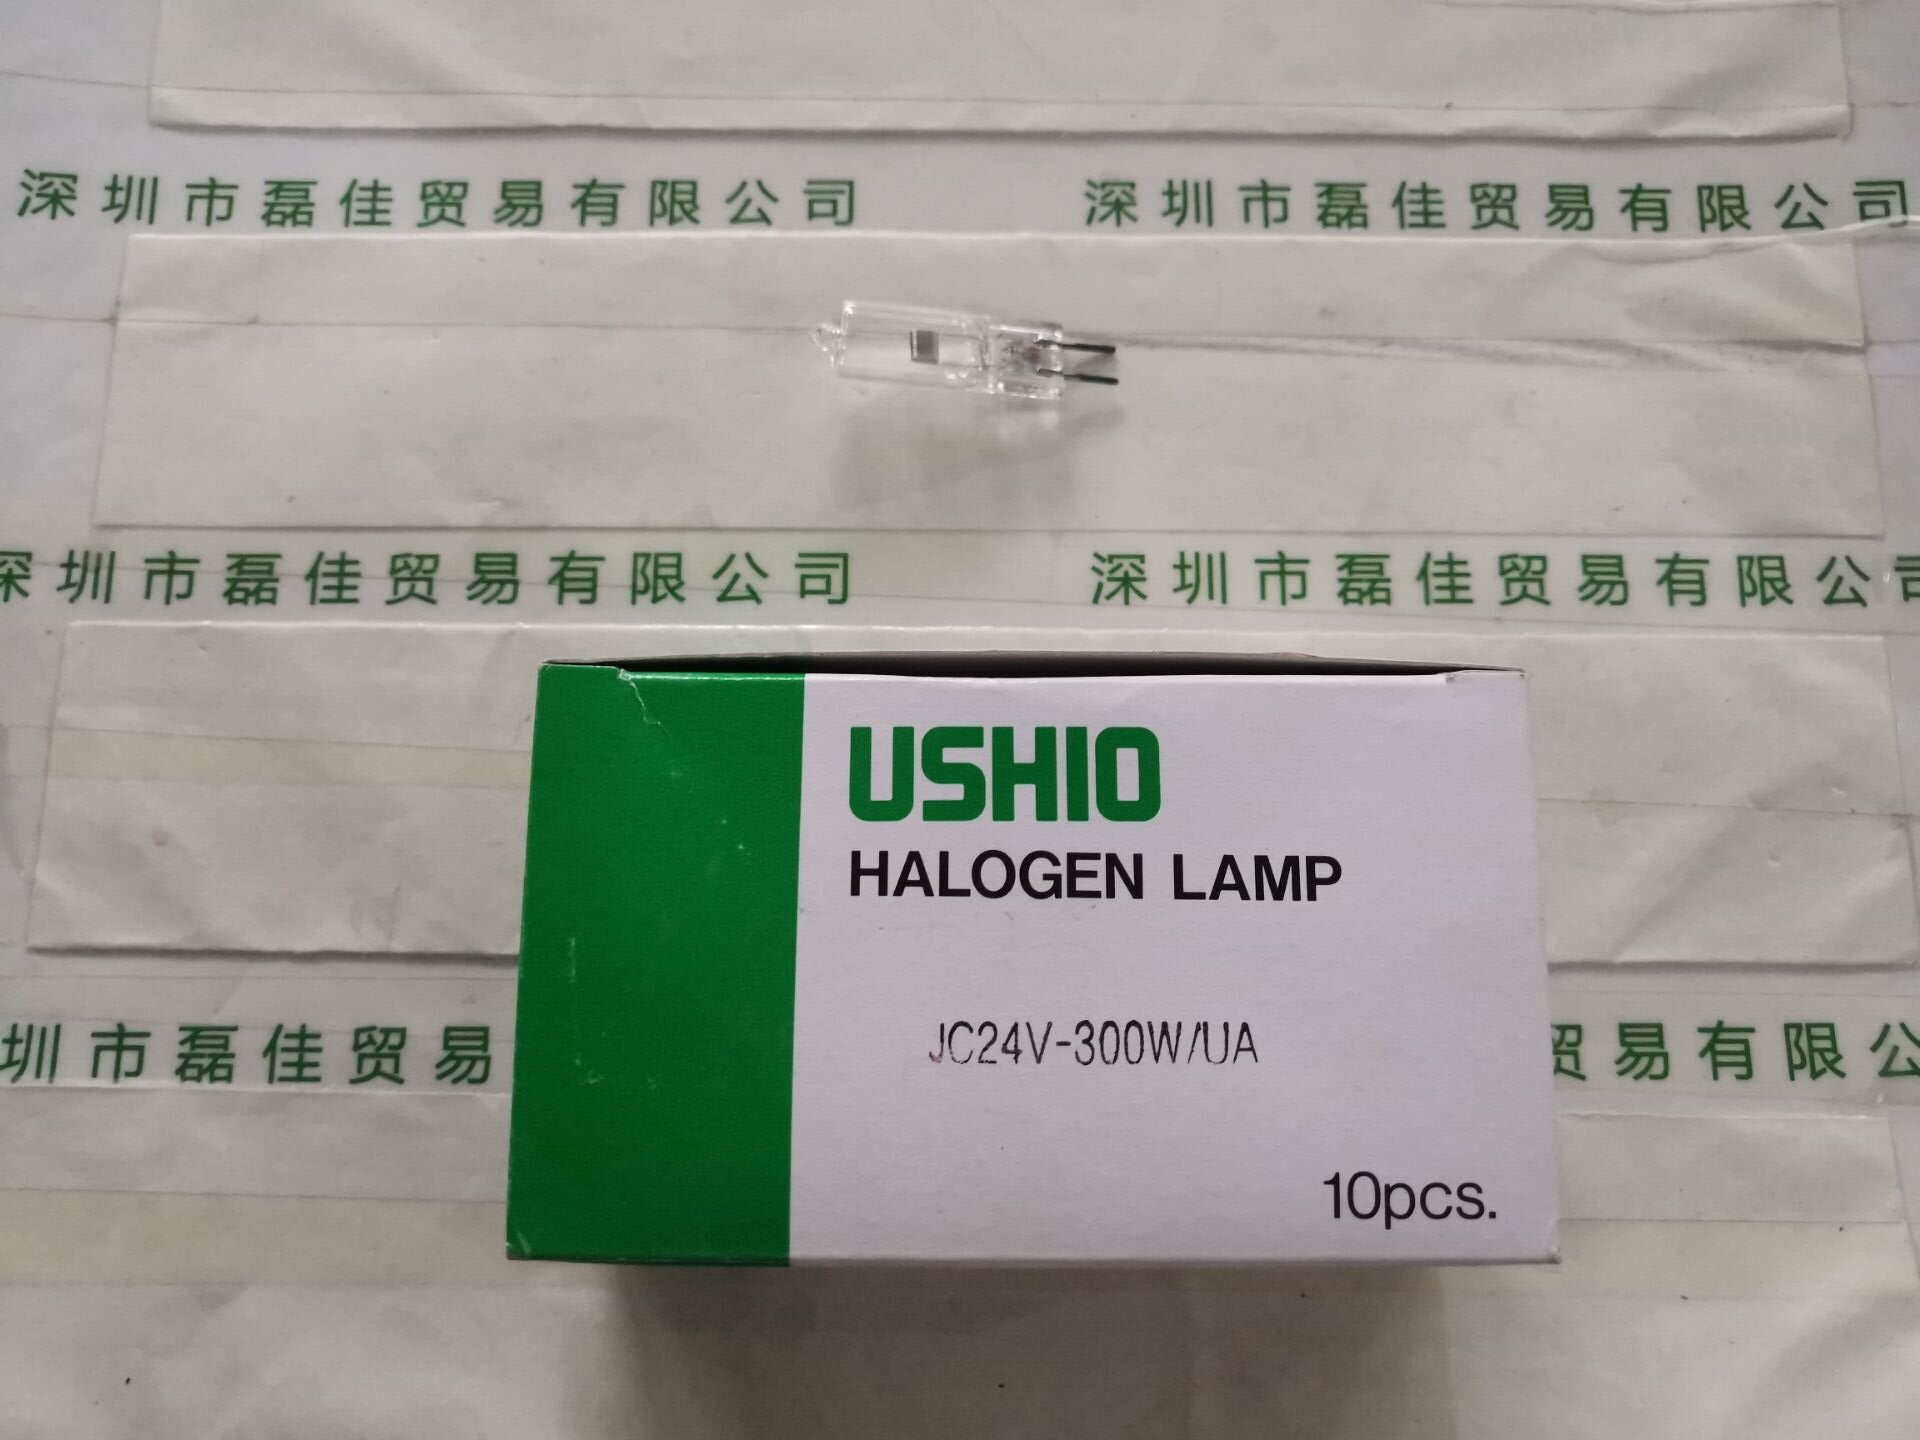 深圳市磊佳贸易有限公司 深圳市磊佳贸易有限公司
深圳市磊佳贸易有限公司 深圳市磊佳贸易有限公司
USHIO
HALOGEN LAMP
圳市磊佳贸易 贸易有限公
JC24V-300W/UA
10pcs.